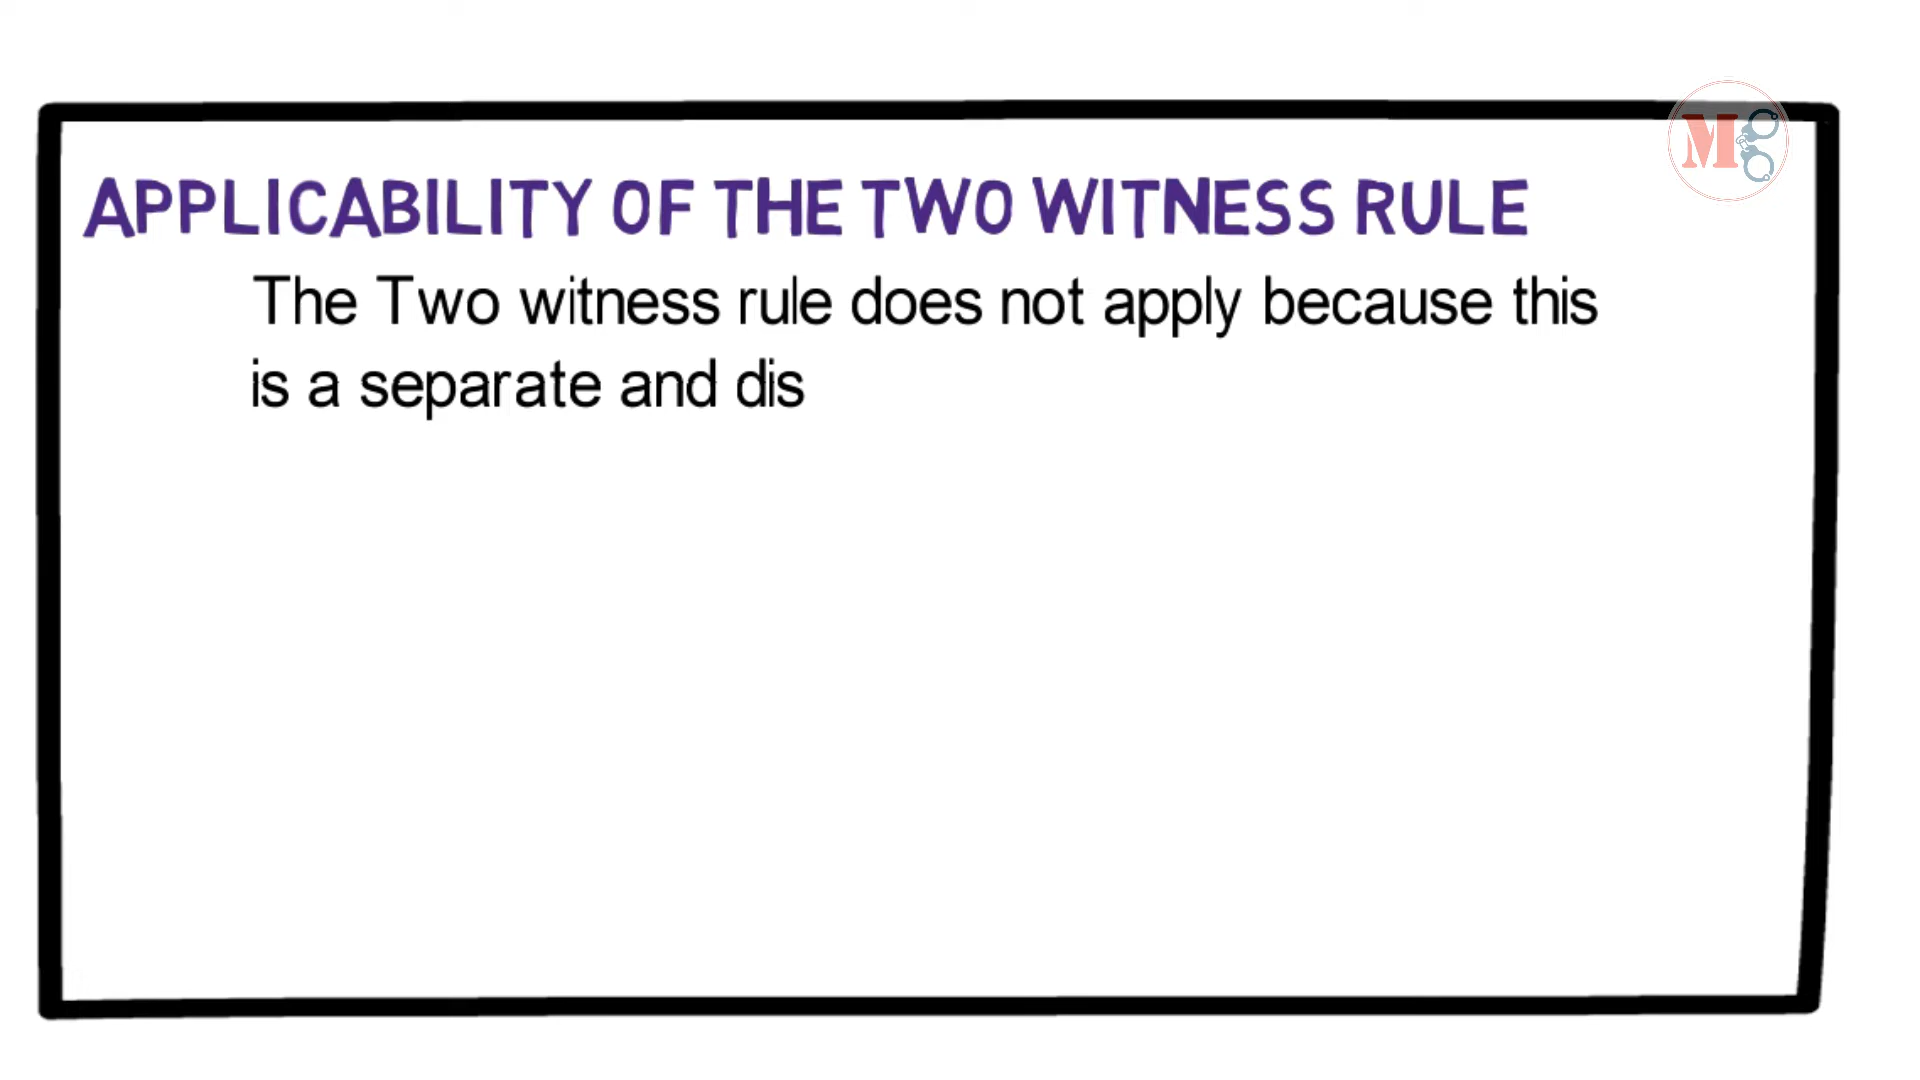 APPLICABILITY OF THE TWO WITNESS RULE
The Two witness rule does not apply because this
is a separate and dis
M